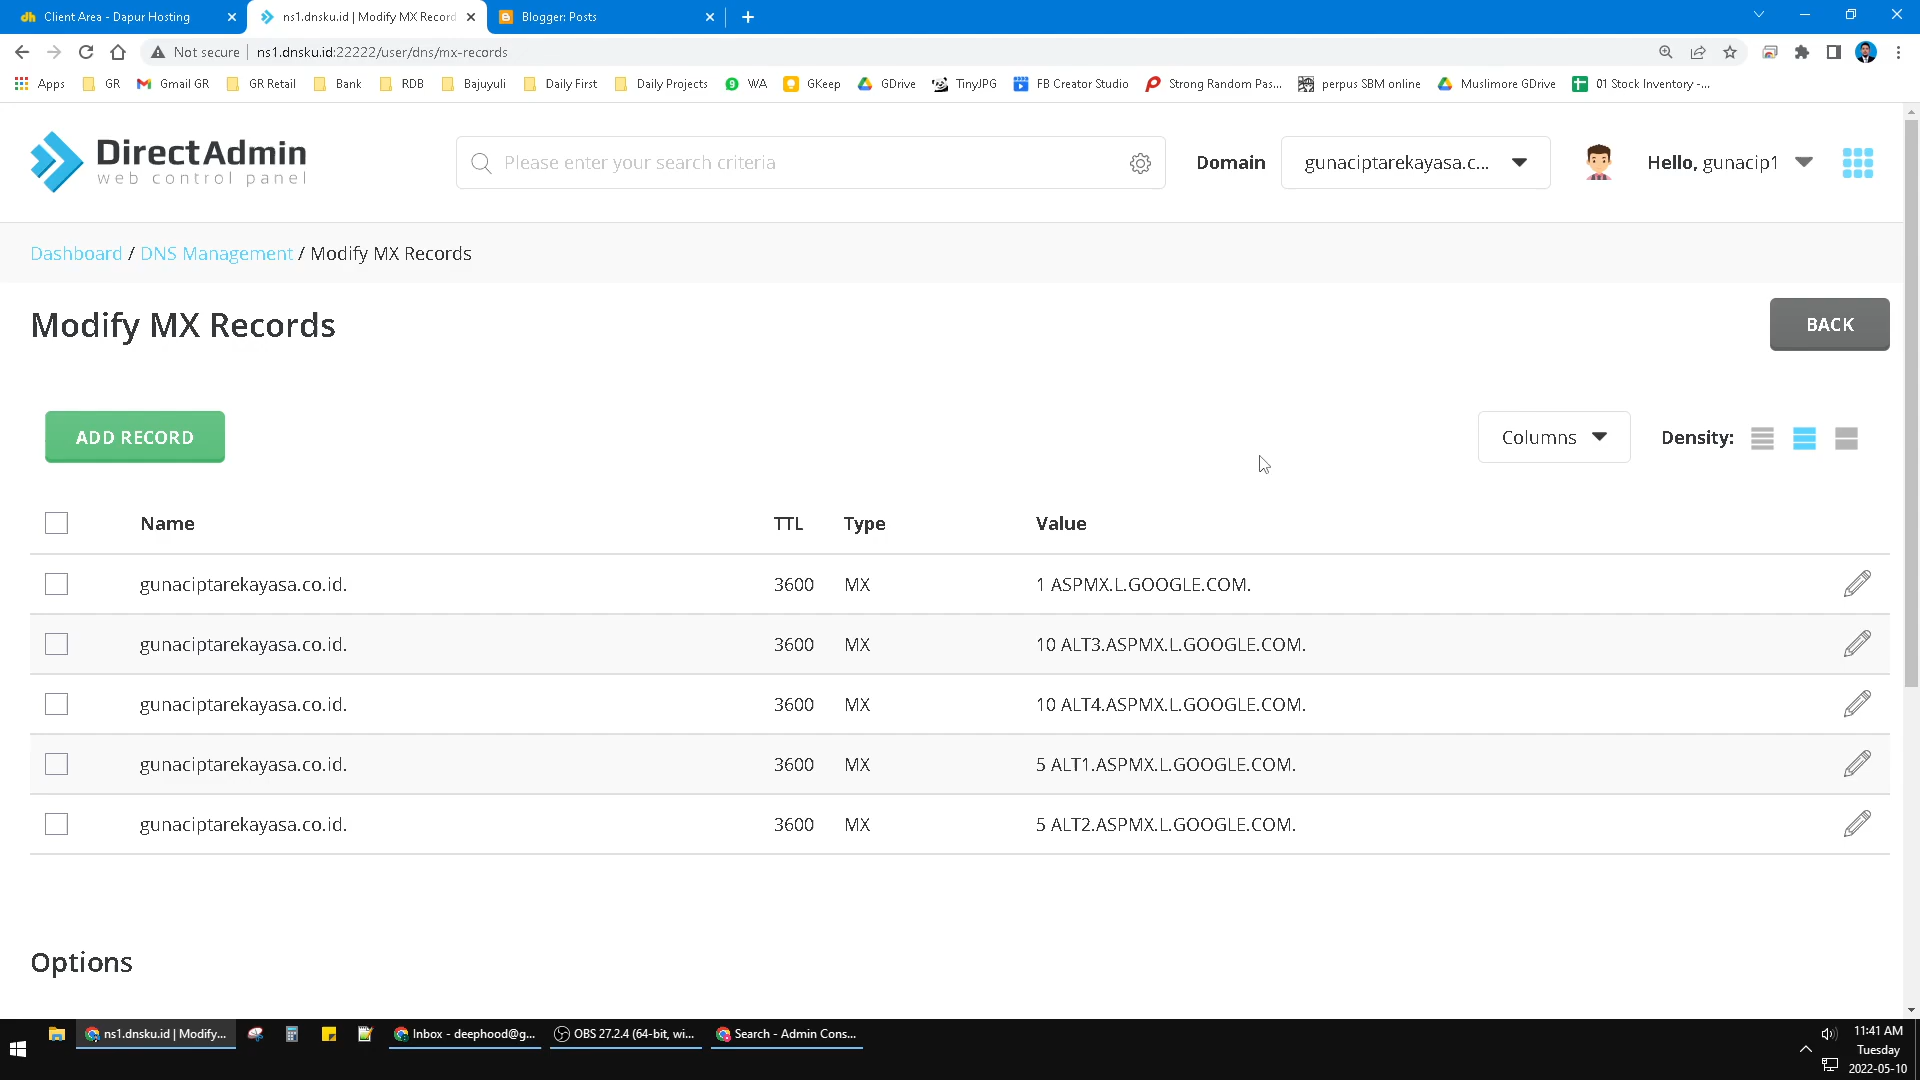 Client Area - Dapur Hosting
ns1.dnsku.id | Modify MX Record
Blogger: Posts
Not secure
ns1.dnsku.id:22222/user/dns/mx-records
Apps GR Gmail GR GR Retail Bank RDB Bajuyuli Daily First Daily Projects WA GKeep GDrive TinyJPG FB Creator Studio Strong Random Pas... perpus SBM online Muslimore GDrive 01 Stock Inventory -...
DirectAdmin
web control panel
Please enter your search criteria
Domain
gunaciptarekayasa.c...
Hello, gunacip1
Dashboard / DNS Management / Modify MX Records
Modify MX Records
BACK
ADD RECORD
Columns
Density:
Name TTL Type Value
gunaciptarekayasa.co.id. 3600 MX 1 ASPMX.L.GOOGLE.COM.
gunaciptarekayasa.co.id. 3600 MX 10 ALT3.ASPMX.L.GOOGLE.COM.
gunaciptarekayasa.co.id. 3600 MX 10 ALT4.ASPMX.L.GOOGLE.COM.
gunaciptarekayasa.co.id. 3600 MX 5 ALT1.ASPMX.L.GOOGLE.COM.
gunaciptarekayasa.co.id. 3600 MX 5 ALT2.ASPMX.L.GOOGLE.COM.
Options
ns1.dnsku.id | Modify...
Inbox - deephood@g...
OBS 27.2.4 (64-bit, wi...
Search - Admin Cons...
11:41 AM
Tuesday
2022-05-10